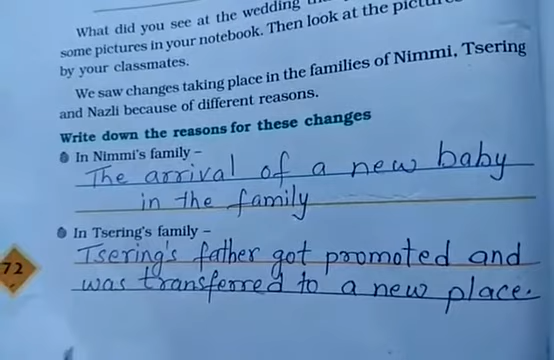 What did you see at the wedding
some pictures in your notebook. Then look at the pictures
by your classmates.
We saw changes taking place in the families of Nimmi, Tsering
and Nazli because of different reasons.
Write down the reasons for these changes
In Nimmi's family –
The arrival of a new baby
in the family
In Tsering's family –
Tsering's father got promoted and
was transferred to a new place.
72